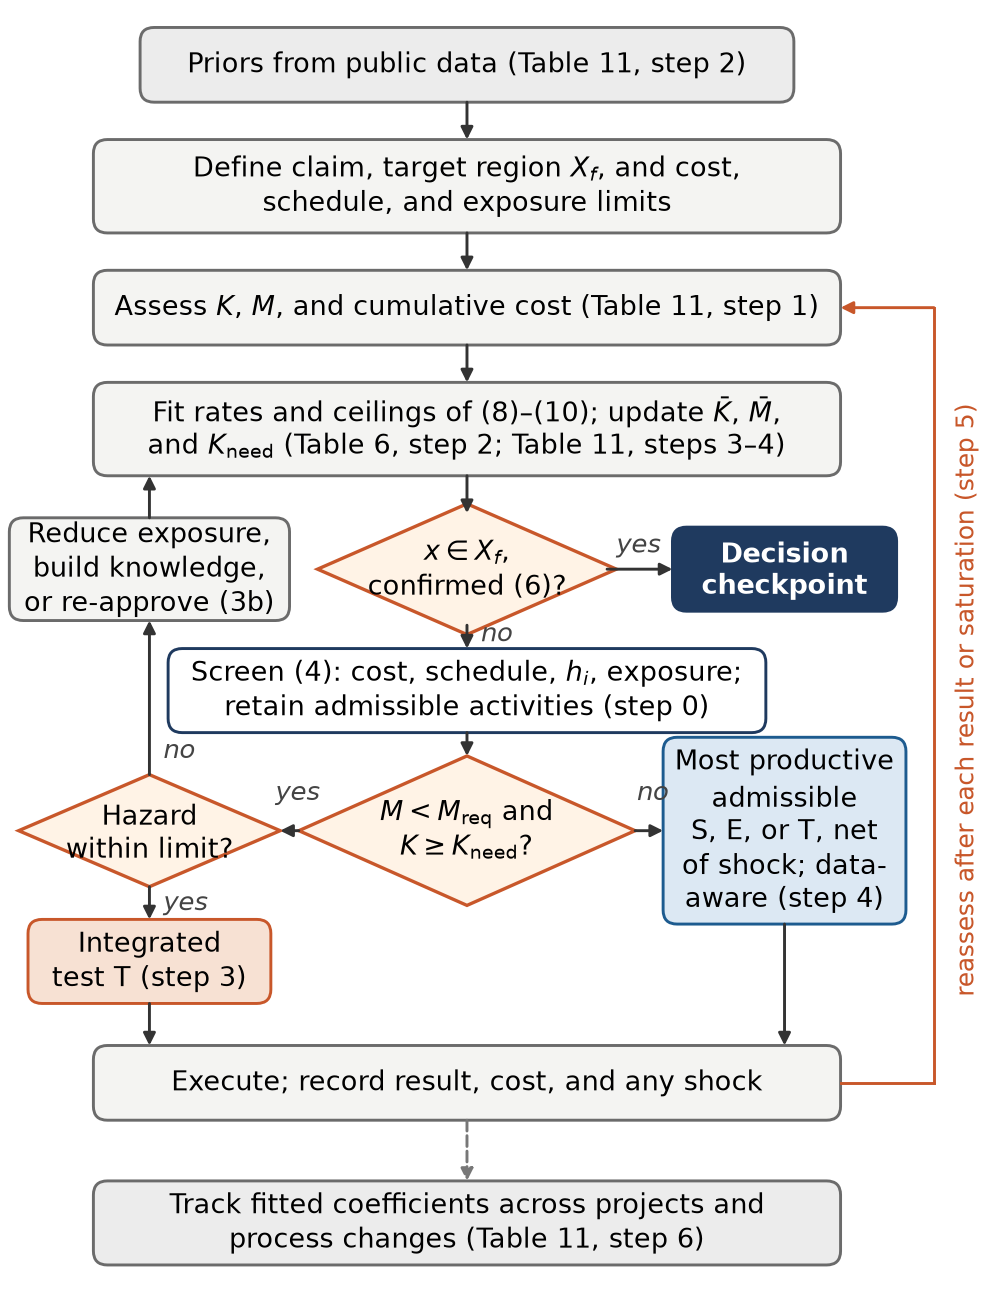 Priors from public data (Table 11, step 2)
Define claim, target region X_f, and cost,
schedule, and exposure limits
Assess K, M, and cumulative cost (Table 11, step 1)
Fit rates and ceilings of (8)–(10); update K̄, M̄,
and K_need (Table 6, step 2; Table 11, steps 3–4)
Reduce exposure,
build knowledge,
or re-approve (3b)
x ∈ X_f,
confirmed (6)?
yes
Decision
checkpoint
no
Screen (4): cost, schedule, h_i, exposure;
retain admissible activities (step 0)
no
Hazard
within limit?
yes
M < M_req and
K ≥ K_need?
no
Most productive
admissible
S, E, or T, net
of shock; data-
aware (step 4)
yes
Integrated
test T (step 3)
Execute; record result, cost, and any shock
Track fitted coefficients across projects and
process changes (Table 11, step 6)
reassess after each result or saturation (step 5)